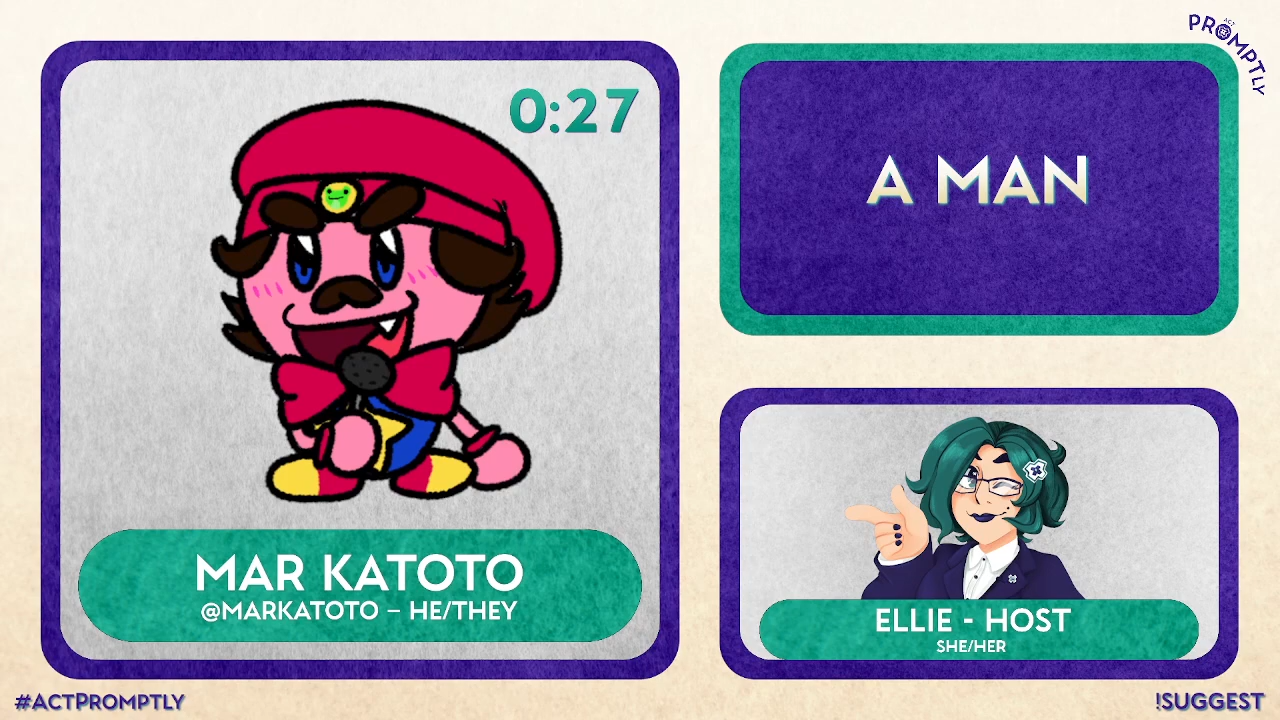 0:27
MAR KATOTO
@MARKATOTO – HE/THEY
ACT
PROMPTLY
A MAN
ELLIE - HOST
SHE/HER
#ACTPROMPTLY
!SUGGEST